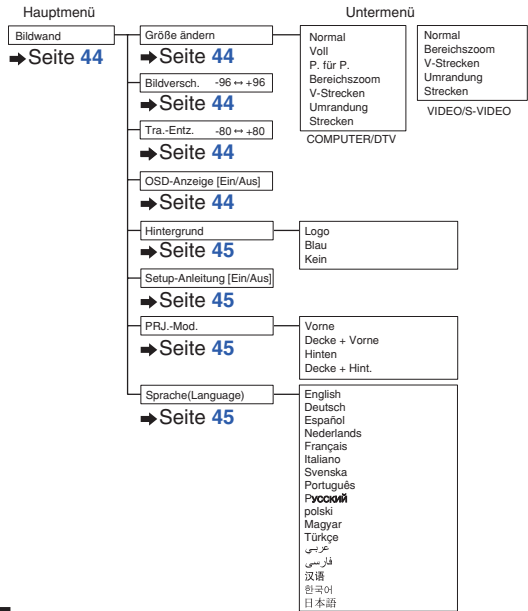 Hauptmenü
Untermenü
Bildwand
➡Seite 44
Größe ändern
➡Seite 44
Normal
Voll
P. für P.
Bereichszoom
V-Strecken
Umrandung
Strecken
COMPUTER/DTV
Normal
Bereichszoom
V-Strecken
Umrandung
Strecken
VIDEO/S-VIDEO
Bildversch. -96 ↔ +96
➡Seite 44
Tra.-Entz. -80 ↔ +80
➡Seite 44
OSD-Anzeige [Ein/Aus]
➡Seite 44
Hintergrund
➡Seite 45
Logo
Blau
Kein
Setup-Anleitung [Ein/Aus]
➡Seite 45
PRJ.-Mod.
➡Seite 45
Vorne
Decke + Vorne
Hinten
Decke + Hint.
Sprache(Language)
➡Seite 45
English
Deutsch
Español
Nederlands
Français
Italiano
Svenska
Português
Русский
polski
Magyar
Türkçe
عربي
فارسی
汉语
한국어
日本語